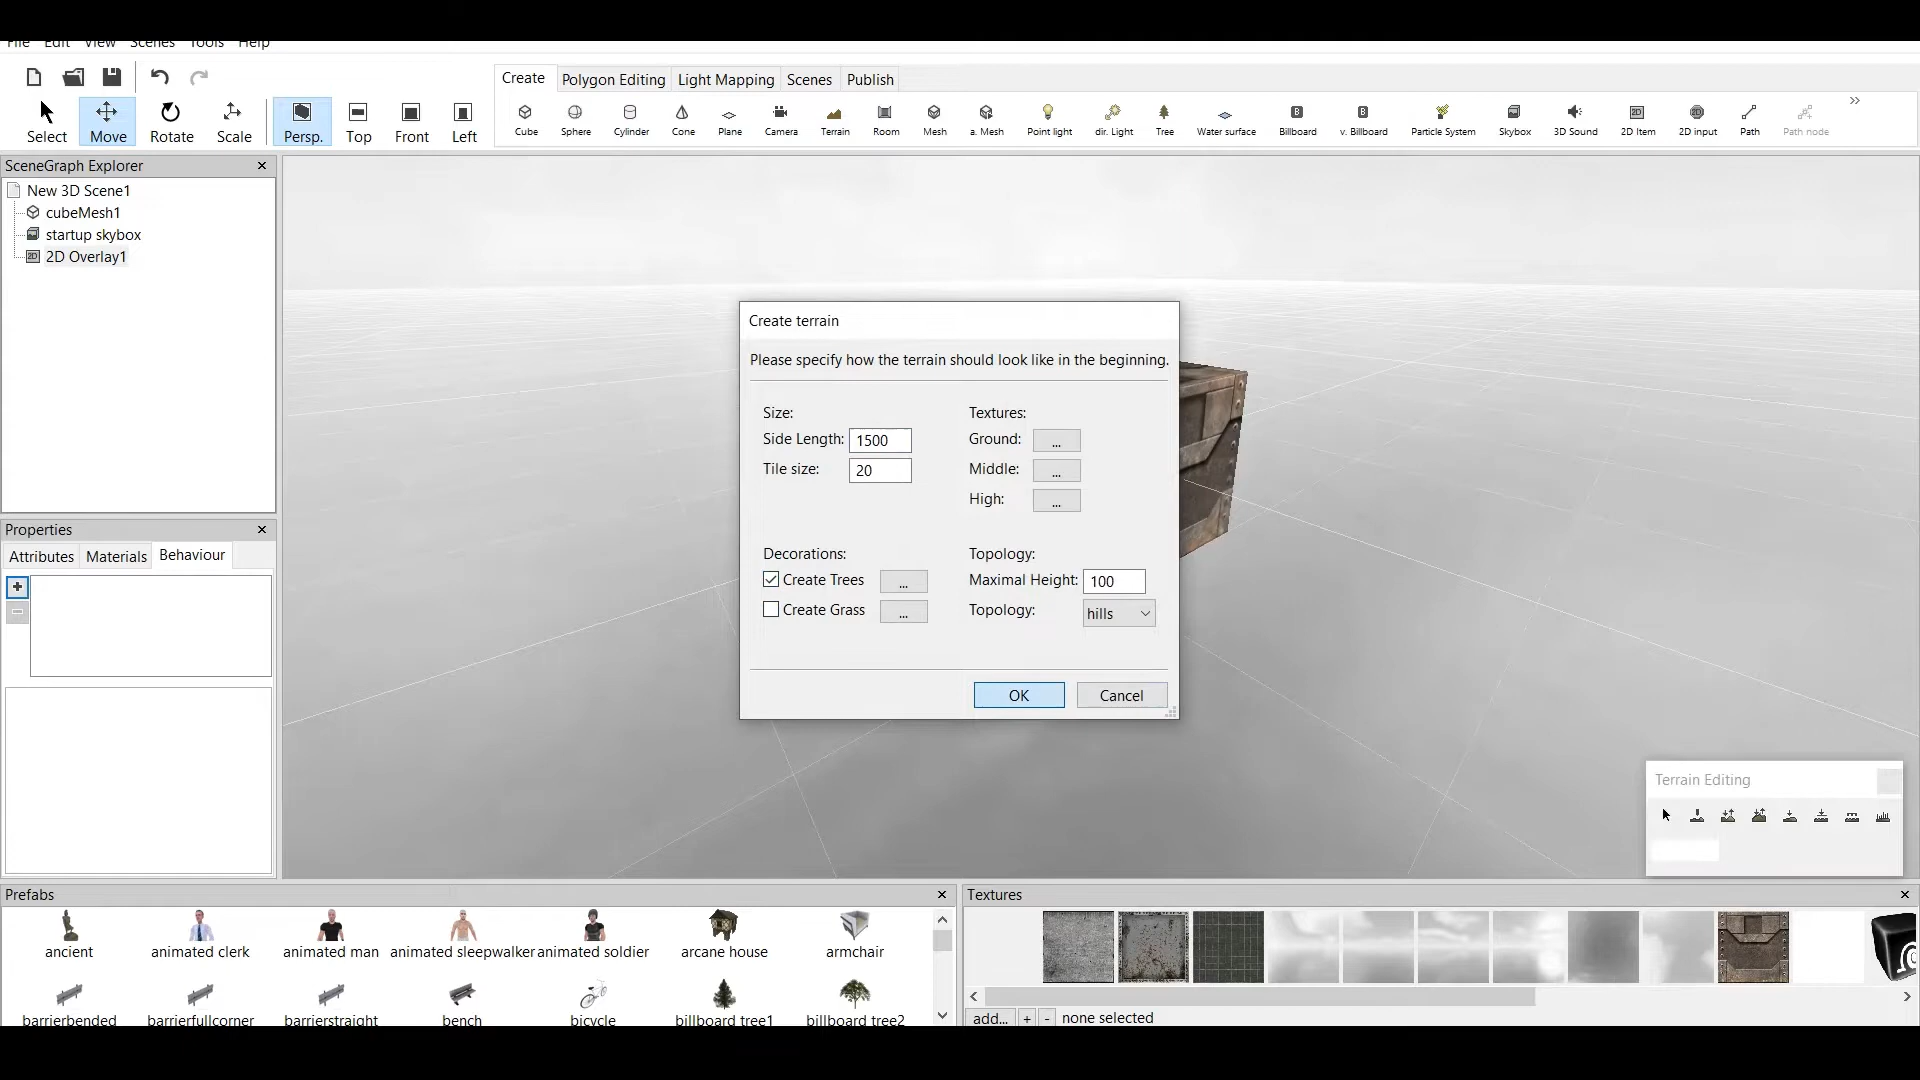 File Edit View Scenes Tools Help
Create Polygon Editing Light Mapping Scenes Publish
Select Move Rotate Scale Persp. Top Front Left
Cube Sphere Cylinder Cone Plane Camera Terrain Room Mesh a. Mesh Point light dir. Light Tree Water surface Billboard v. Billboard Particle System Skybox 3D Sound 2D Item 2D input Path Path node
SceneGraph Explorer
New 3D Scene1
cubeMesh1
startup skybox
2D Overlay1
Properties
Attributes Materials Behaviour
Create terrain
Please specify how the terrain should look like in the beginning.
Size:
Side Length: 1500
Tile size: 20
Textures:
Ground: ...
Middle: ...
High: ...
Decorations:
Create Trees ...
Create Grass ...
Topology:
Maximal Height: 100
Topology: hills
OK Cancel
Terrain Editing
Prefabs
ancient animated clerk animated man animated sleepwalker animated soldier arcane house armchair
barrierbended barrierfullcorner barrierstraight bench bicycle billboard tree1 billboard tree2
Textures
add... + - none selected